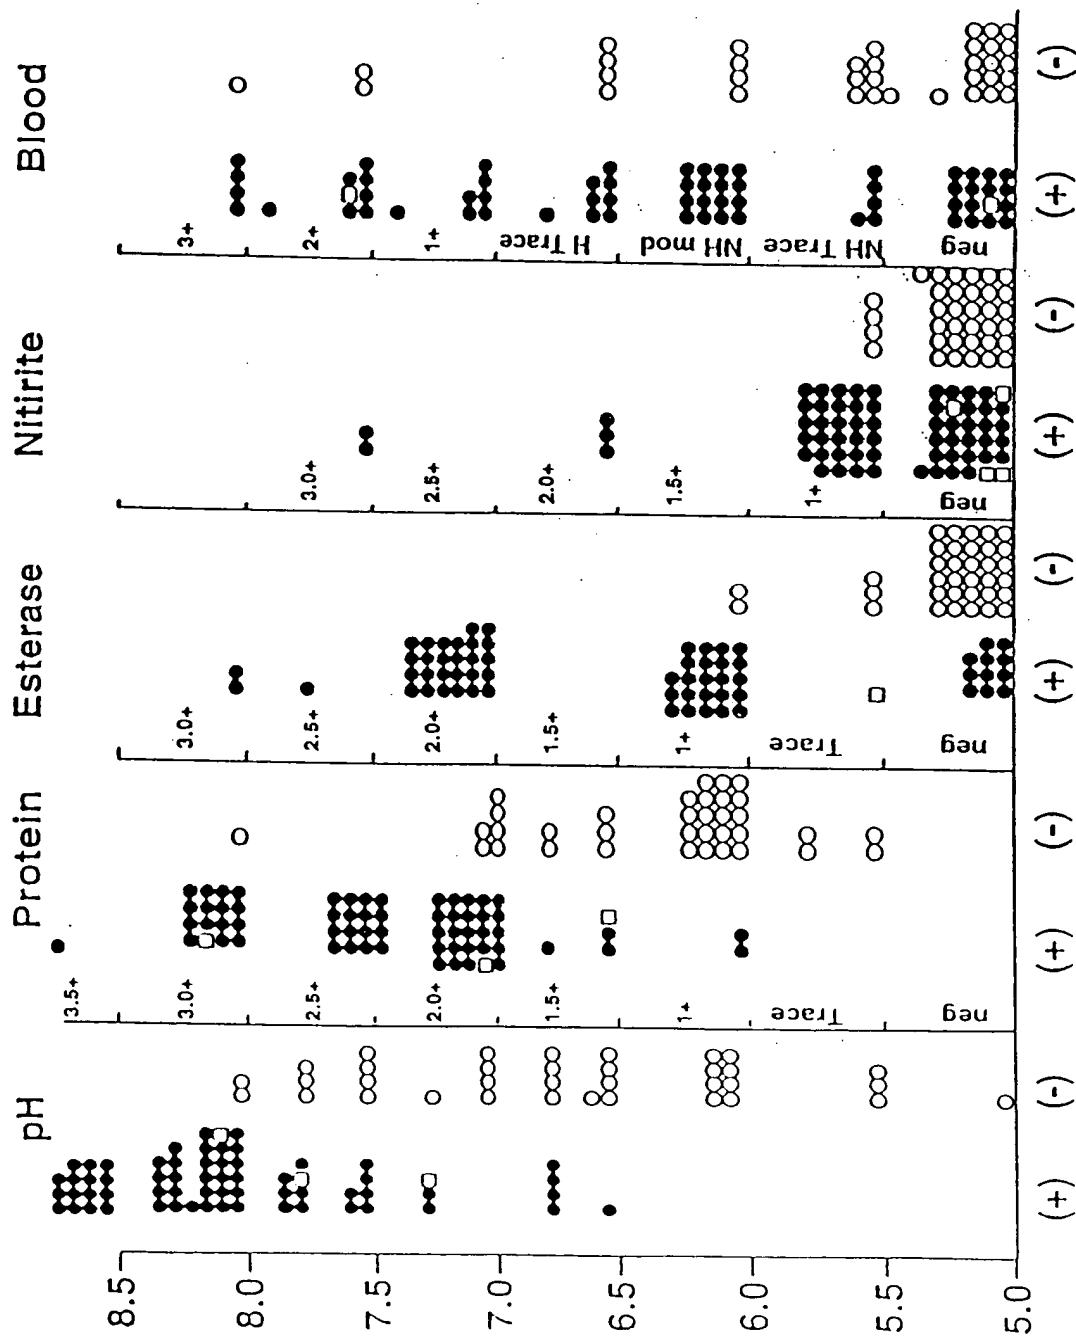 pH Protein Esterase Nitirite Blood
8.5
8.0
7.5
7.0
6.5
6.0
5.5
5.0
3.5+
3.0+
2.5+
2.0+
1.5+
1+
Trace
neg
3.0+
2.5+
2.0+
1.5+
1+
Trace
neg
3.0+
2.5+
2.0+
1.5+
1+
neg
3+
2+
1+
H Trace
NH mod
NH Trace
neg
(+) (-) (+) (-) (+) (-) (+) (-) (+) (-)